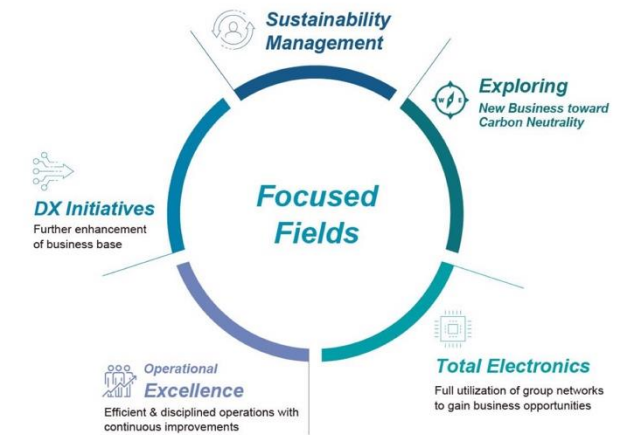 Sustainability
Management
Exploring
New Business toward
Carbon Neutrality
W E
Focused
Fields
DX Initiatives
Further enhancement
of business base
Operational
Excellence
Efficient & disciplined operations with
continuous improvements
Total Electronics
Full utilization of group networks
to gain business opportunities